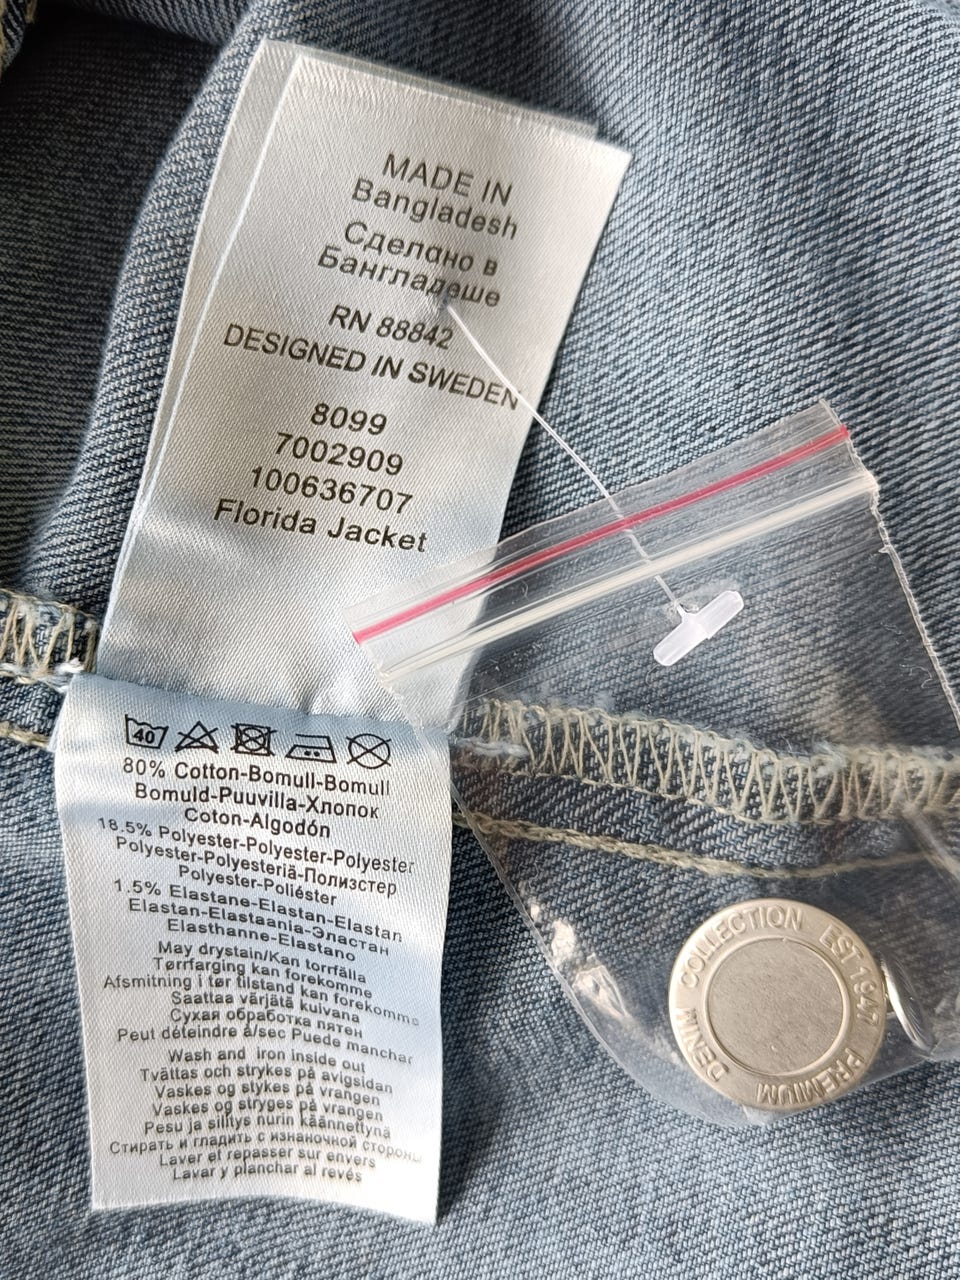 MADE IN
Bangladesh
Сделано в
Бангладеше
RN 88842
DESIGNED IN SWEDEN
8099
7002909
100636707
Florida Jacket
40
80% Cotton-Bomull-Bomull
Bomuld-Puuvilla-Хлопок
Coton-Algodón
18.5% Polyester-Polyester-Polyester
Polyester-Polyesteriä-Полиэстер
Polyester-Poliéster
1.5% Elastane-Elastan-Elastan
Elastan-Elastaania-Эластан
Elasthanne-Elastano
May drystain/Kan torrfälla
Tørrfarging kan forekomme
Afsmitning i tør tilstand kan forekomme
Saattaa värjätä kuivana
Сухая обработка пятен
Peut déteindre à/sec Puede manchar
Wash and iron inside out
Tvättas och strykes på avigsidan
Vaskes og stykes på vrangen
Vaskes og stryges på vrangen
Pesu ja silitys nurin käännettynä
Стирать и гладить с изнаночной стороны
Laver et repasser sur envers
Lavar y planchar al revés
DENIM COLLECTION EST 1947 PREMIUM